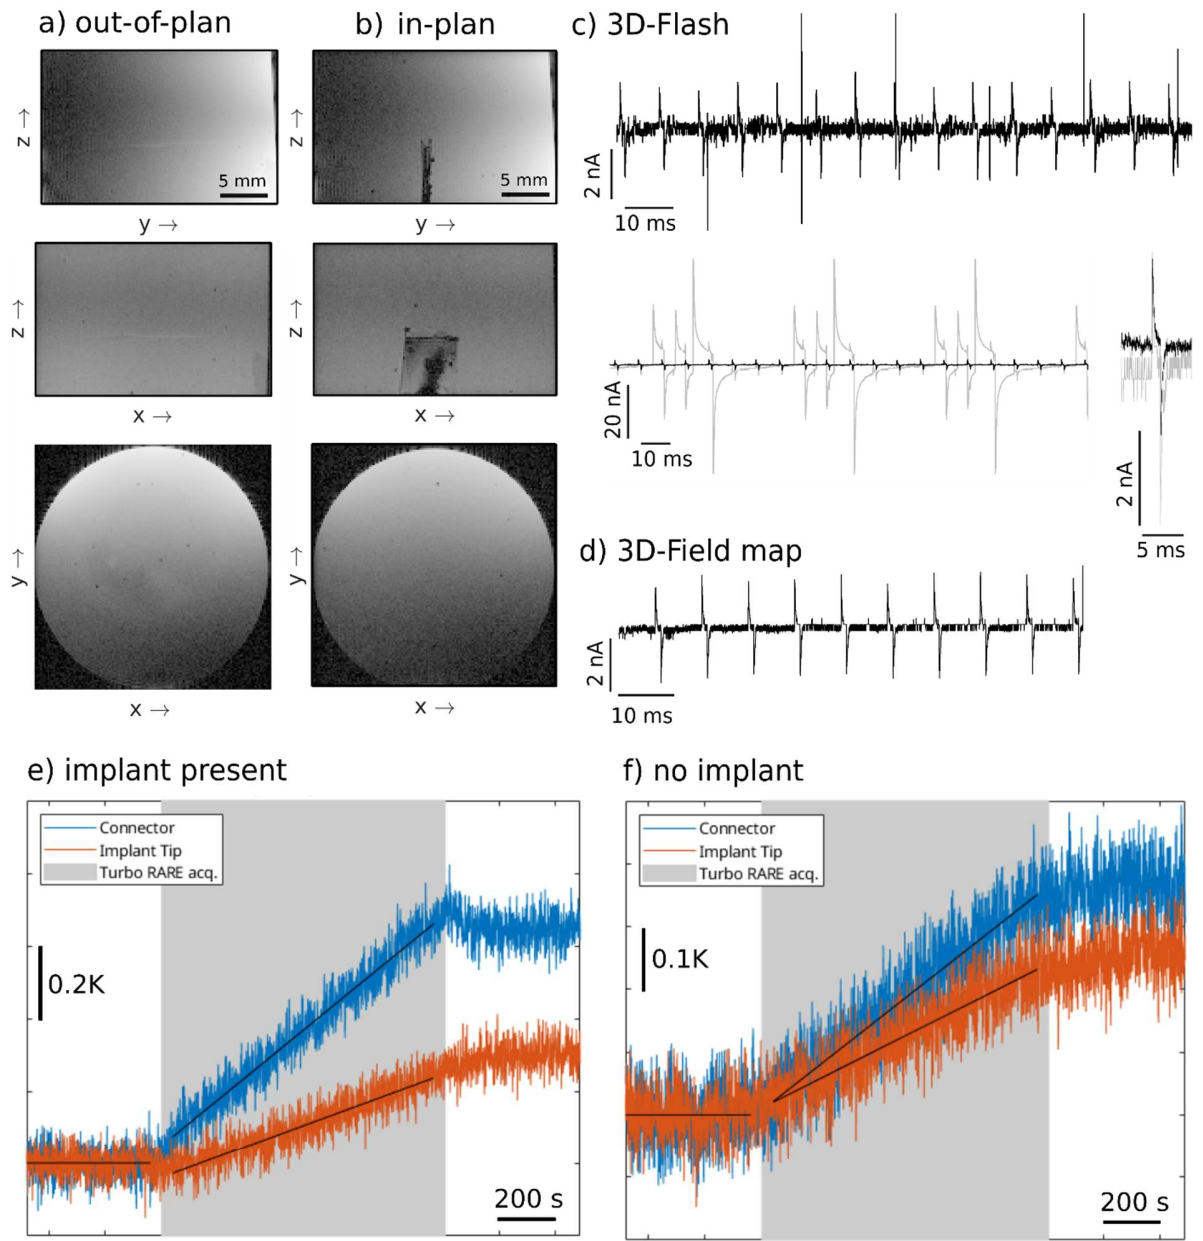 a) out-of-plan
b) in-plan
c) 3D-Flash
z →
5 mm
y →
z →
5 mm
y →
2 nA
10 ms
z →
x →
z →
x →
20 nA
10 ms
2 nA
5 ms
y →
x →
y →
x →
d) 3D-Field map
2 nA
10 ms
e) implant present
Connector
Implant Tip
Turbo RARE acq.
0.2K
200 s
f) no implant
Connector
Implant Tip
Turbo RARE acq.
0.1K
200 s